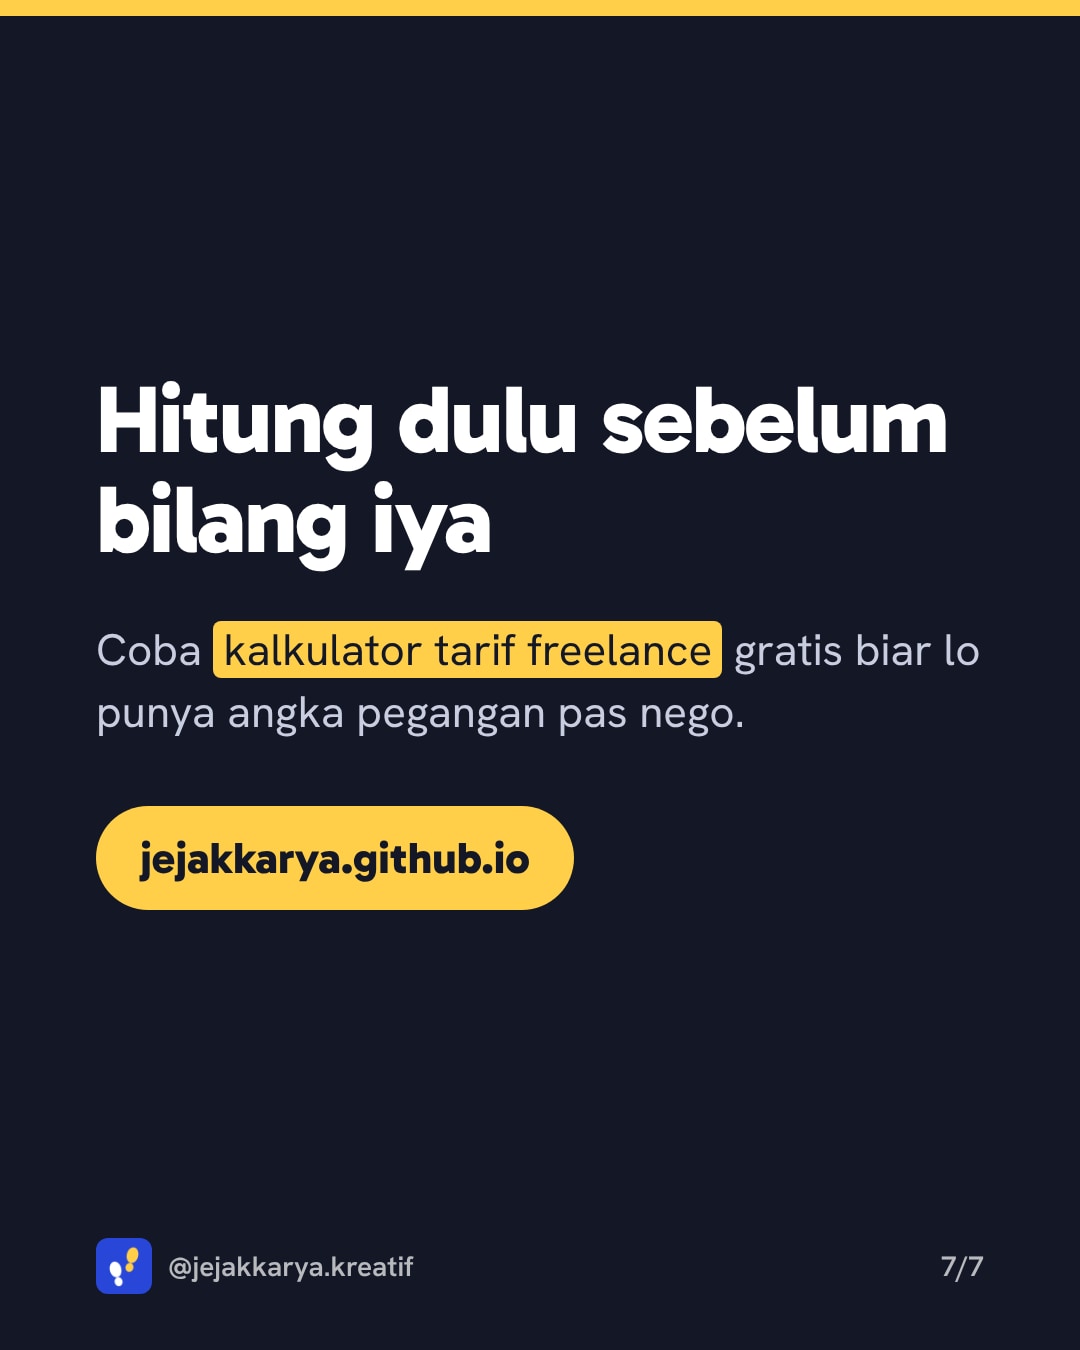 Hitung dulu sebelum
bilang iya
Coba kalkulator tarif freelance gratis biar lo
punya angka pegangan pas nego.
jejakkarya.github.io
@jejakkarya.kreatif
7/7